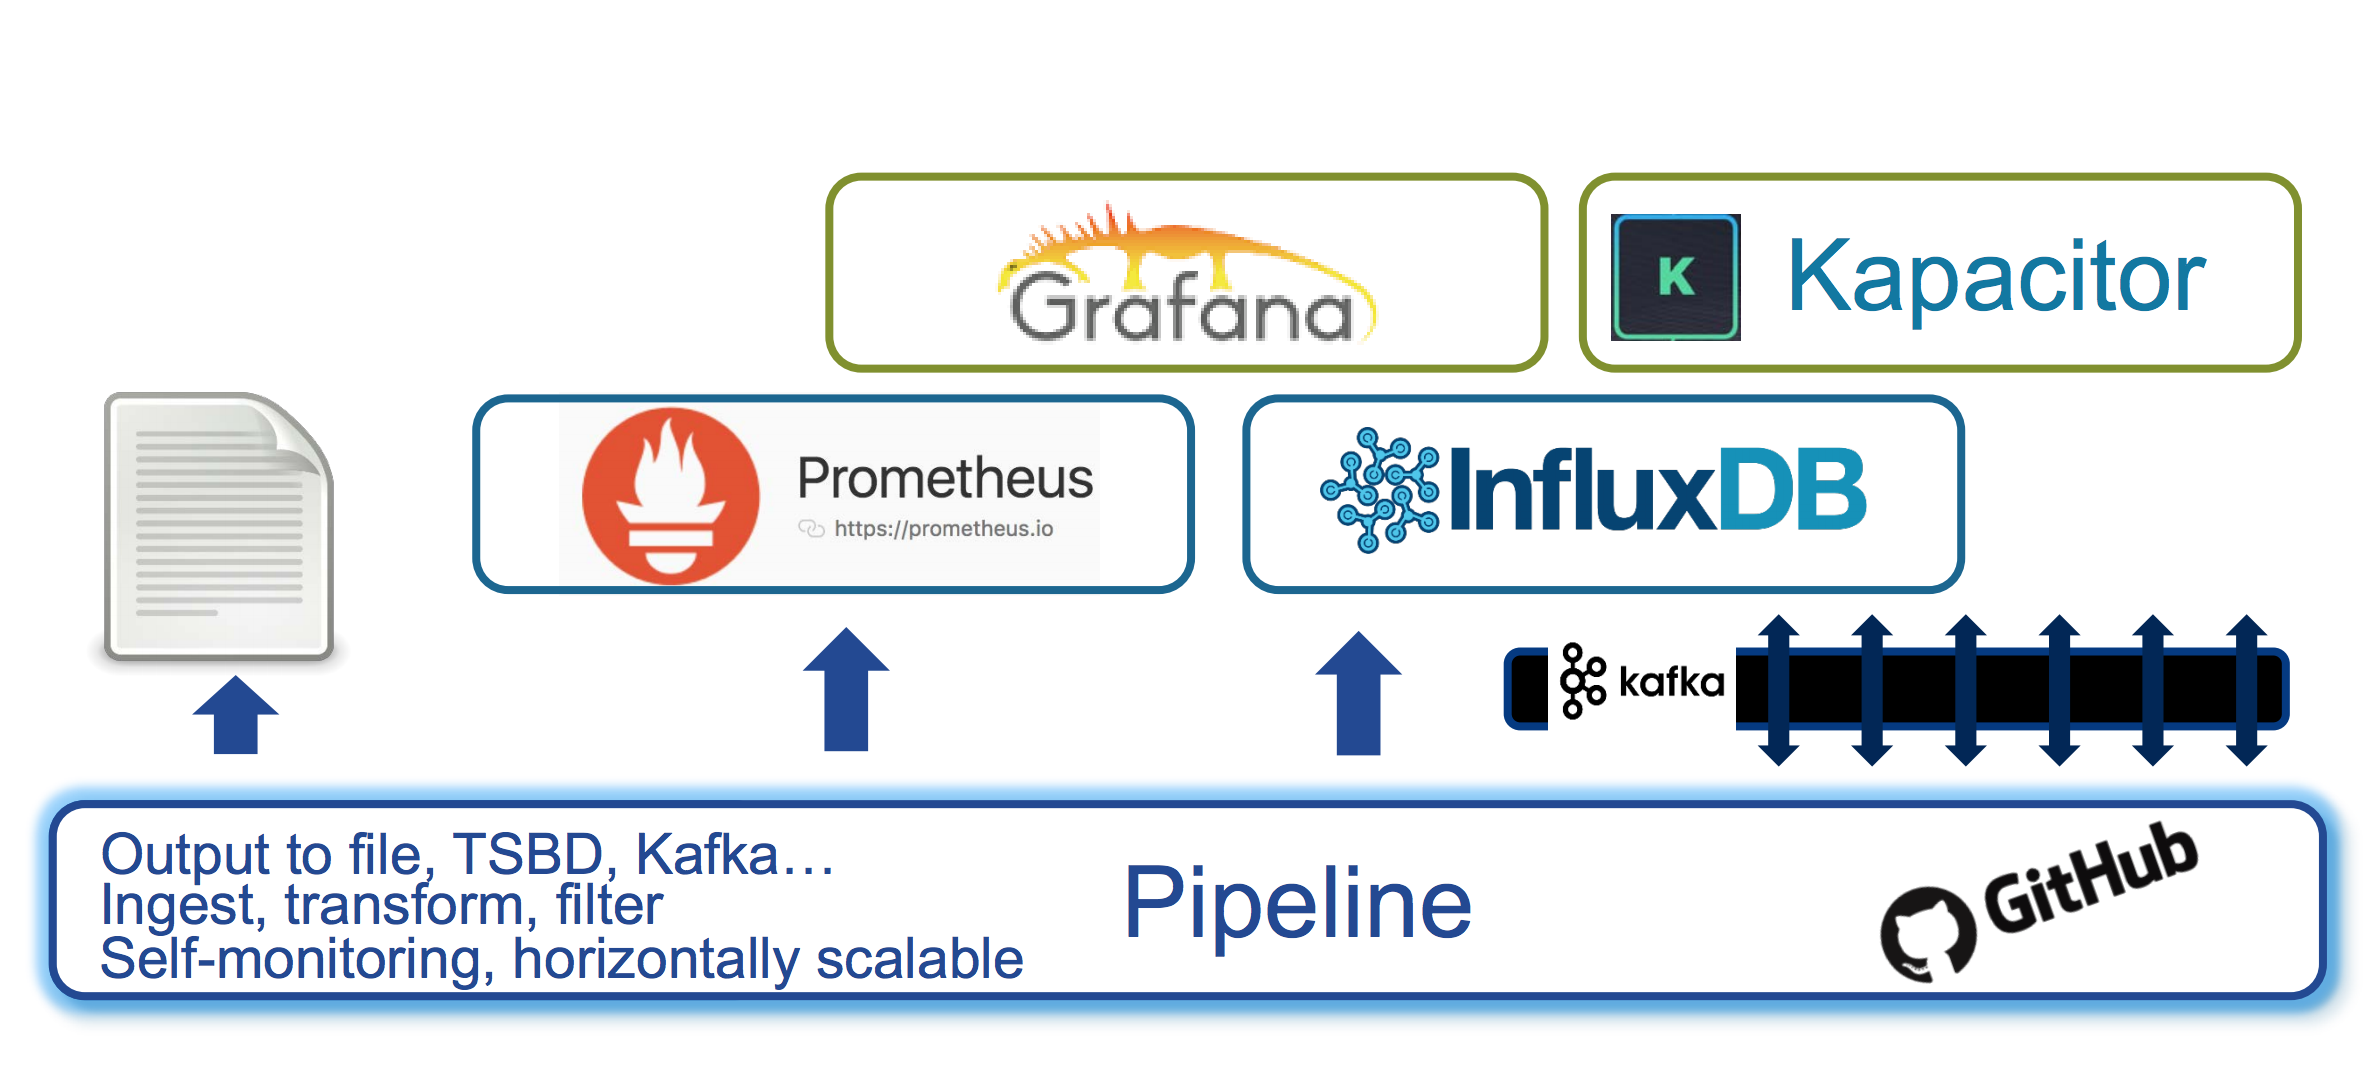 Grafana
K Kapacitor
Prometheus
https://prometheus.io
InfluxDB
kafka
Output to file, TSBD, Kafka…
Ingest, transform, filter
Self-monitoring, horizontally scalable
Pipeline
GitHub